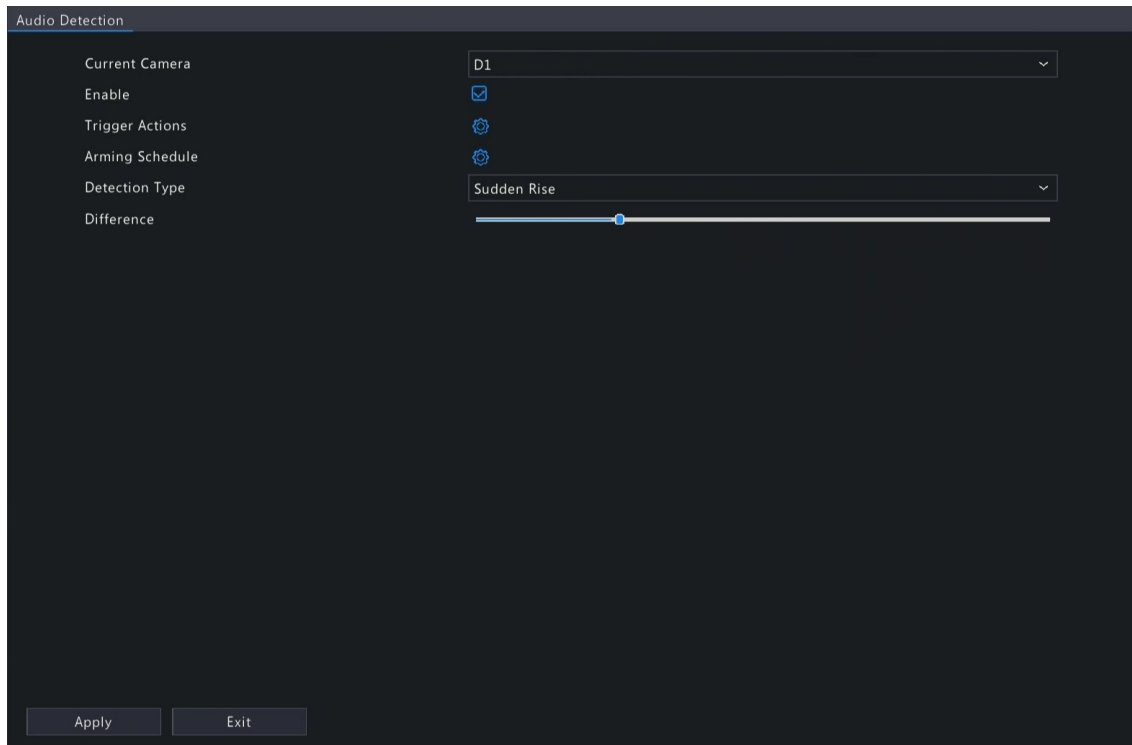 Audio Detection
Current Camera D1
Enable
Trigger Actions
Arming Schedule
Detection Type Sudden Rise
Difference
Apply Exit